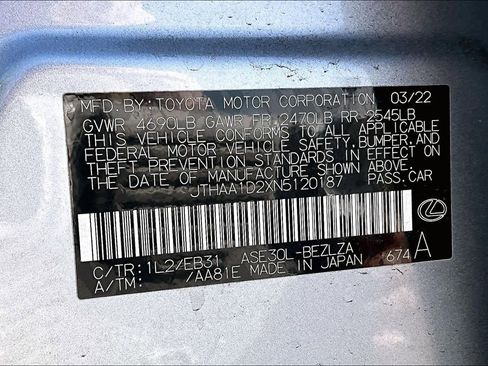 MFD. BY: TOYOTA MOTOR CORPORATION 03/22
GVWR 4690LB GAWR FR 2470LB RR 2545LB
THIS VEHICLE CONFORMS TO ALL APPLICABLE
FEDERAL MOTOR VEHICLE SAFETY, BUMPER, AND
THEFT PREVENTION STANDARDS IN EFFECT ON
THE DATE OF MANUFACTURE SHOWN ABOVE.
JTHAA1D2XN5120187 PASS.CAR
C/TR: 1L2/EB31 ASE30L-BEZLZA A
A/TM: /AA81E MADE IN JAPAN 674